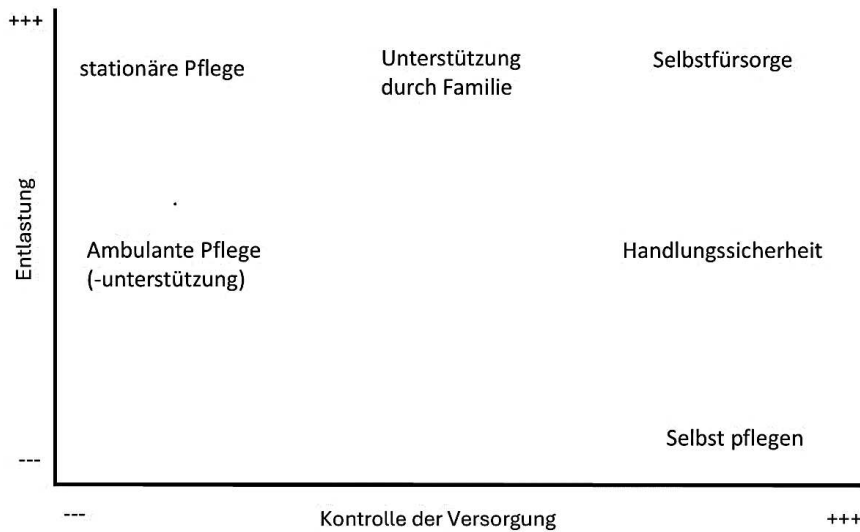 +++
stationäre Pflege
Unterstützung
durch Familie
Selbstfürsorge
Entlastung
Ambulante Pflege
(-unterstützung)
Handlungssicherheit
Selbst pflegen
---
---
Kontrolle der Versorgung
+++